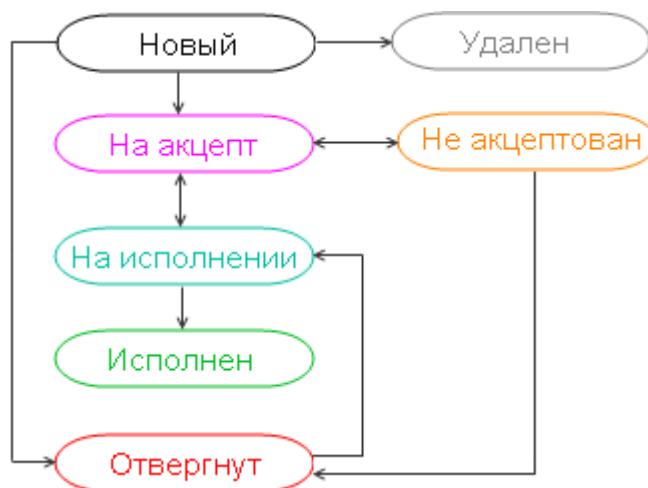 Новый
Удален
На акцепт
Не акцептован
На исполнении
Исполнен
Отвергнут